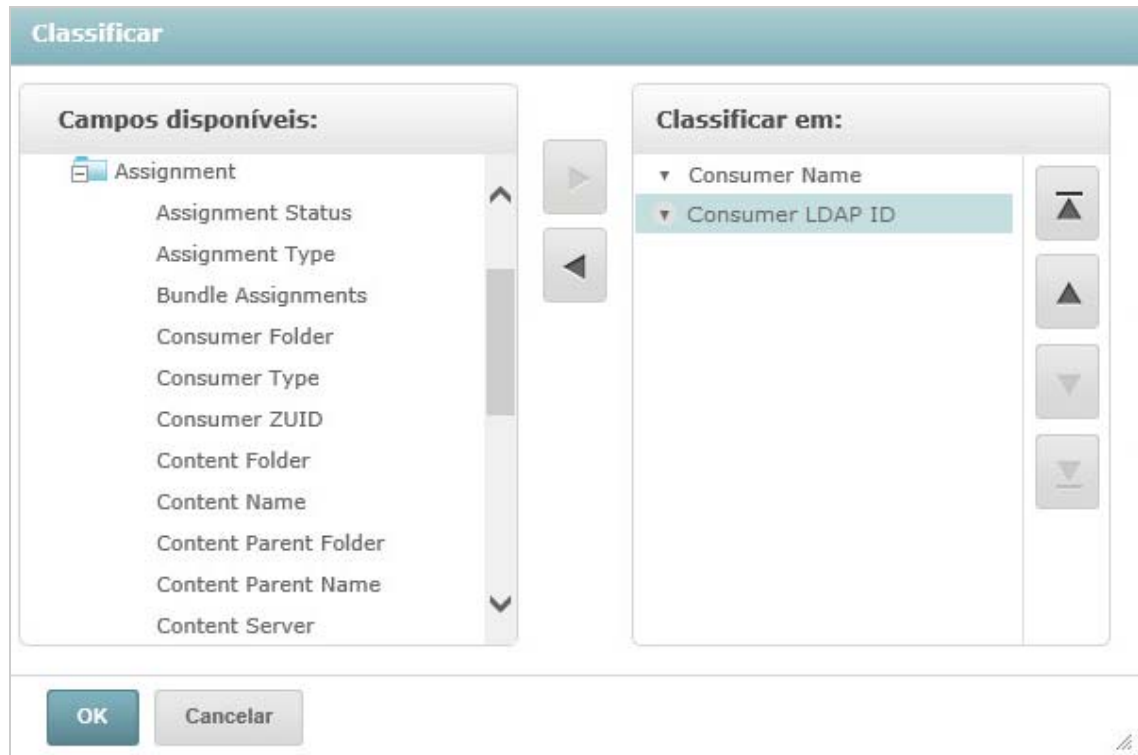 Classificar
Campos disponíveis:
Assignment
Assignment Status
Assignment Type
Bundle Assignments
Consumer Folder
Consumer Type
Consumer ZUID
Content Folder
Content Name
Content Parent Folder
Content Parent Name
Content Server
Classificar em:
Consumer Name
Consumer LDAP ID
OK
Cancelar